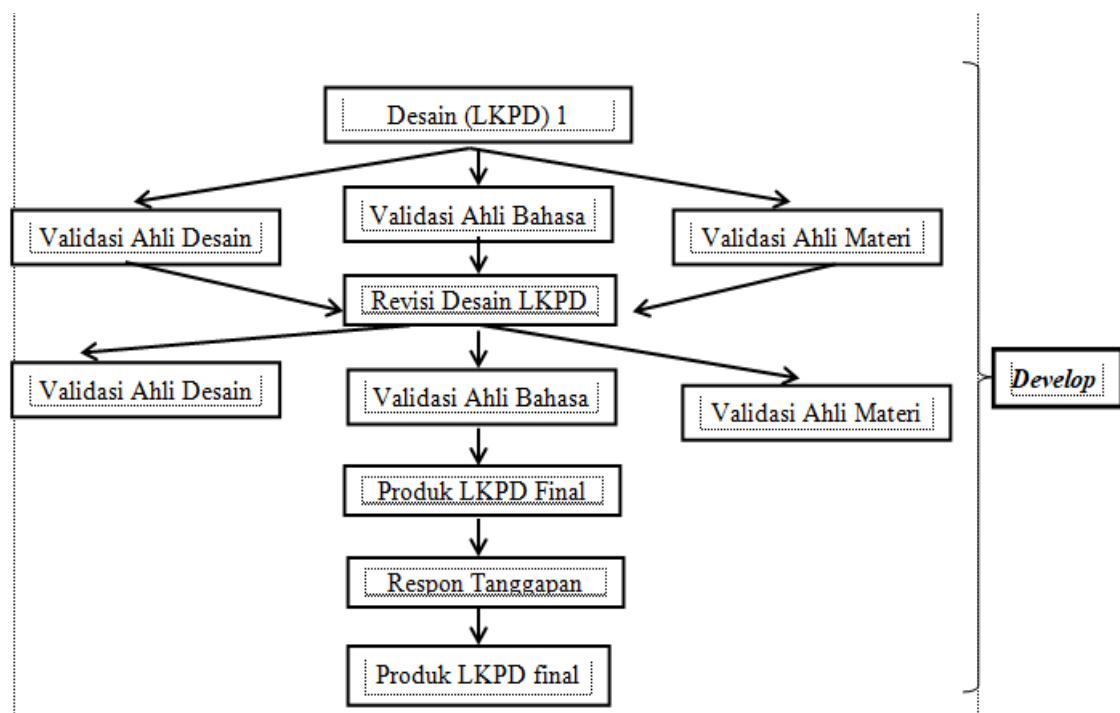 Desain (LKPD) 1
Validasi Ahli Desain
Validasi Ahli Bahasa
Validasi Ahli Materi
Revisi Desain LKPD
Validasi Ahli Desain
Validasi Ahli Bahasa
Validasi Ahli Materi
Develop
Produk LKPD Final
Respon Tanggapan
Produk LKPD final